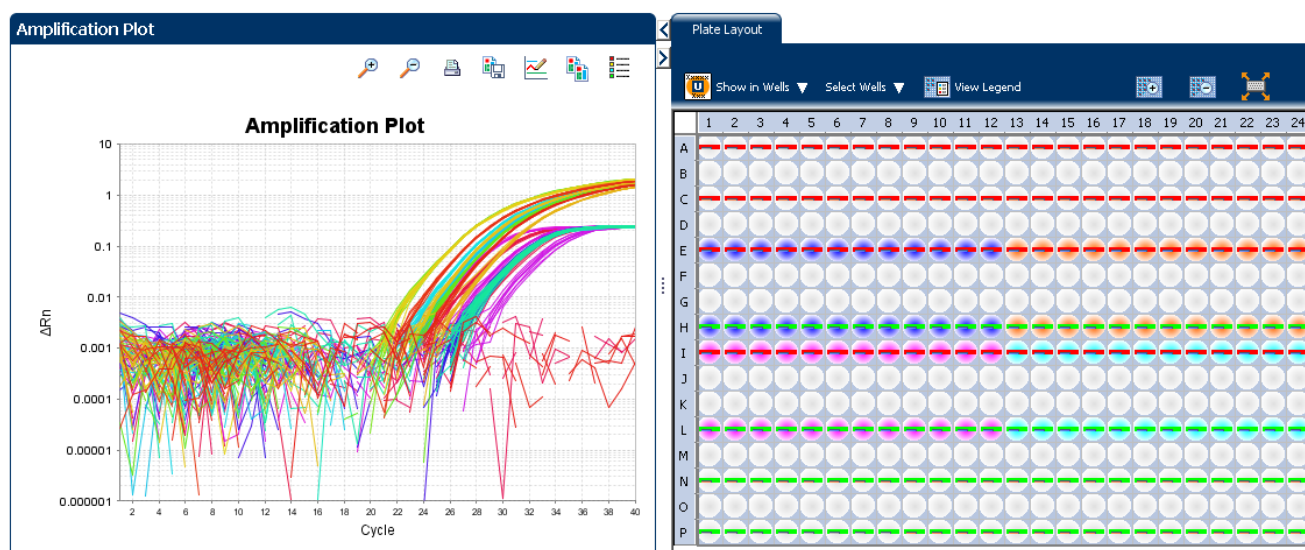 Amplification Plot
Plate Layout
Show in Wells Select Wells View Legend
Amplification Plot
ΔRn
10
1
0.1
0.01
0.001
0.0001
0.00001
0.000001
2 4 6 8 10 12 14 16 18 20 22 24 26 28 30 32 34 36 38 40
Cycle
1 2 3 4 5 6 7 8 9 10 11 12 13 14 15 16 17 18 19 20 21 22 23 24
A
B
C
D
E
F
G
H
I
J
K
L
M
N
O
P